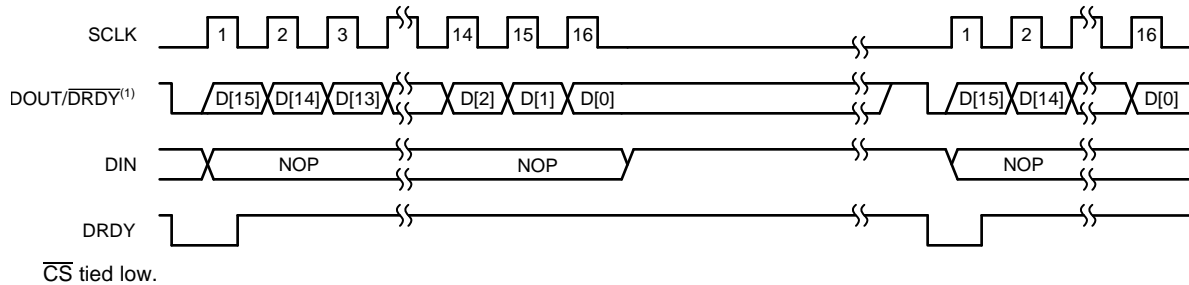 SCLK 1 2 3 14 15 16 1 2 16
DOUT/DRDY(1) D[15] D[14] D[13] D[2] D[1] D[0] D[15] D[14] D[0]
DIN NOP NOP NOP
DRDY
CS tied low.